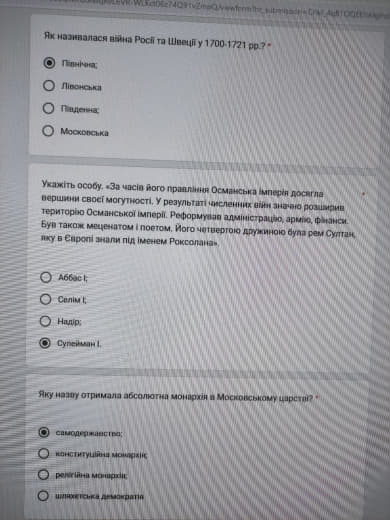 Як називалася війна Росії та Швеції у 1700-1721 рр.? *
Північна;
Лівонська
Південна;
Московська
Укажіть особу. «За часів його правління Османська імперія досягла *
вершини своєї могутності. У результаті численних війн значно розширив
територію Османської імперії. Реформував адміністрацію, армію, фінанси.
Був також меценатом і поетом. Його четвертою дружиною була рем Султан,
яку в Європі знали під іменем Роксолана».
Аббас І;
Селім І;
Надір;
Сулейман І.
Яку назву отримала абсолютна монархія в Московському царстві? *
самодержавство;
конституційна монархія;
релігійна монархія;
шляхетська демократія